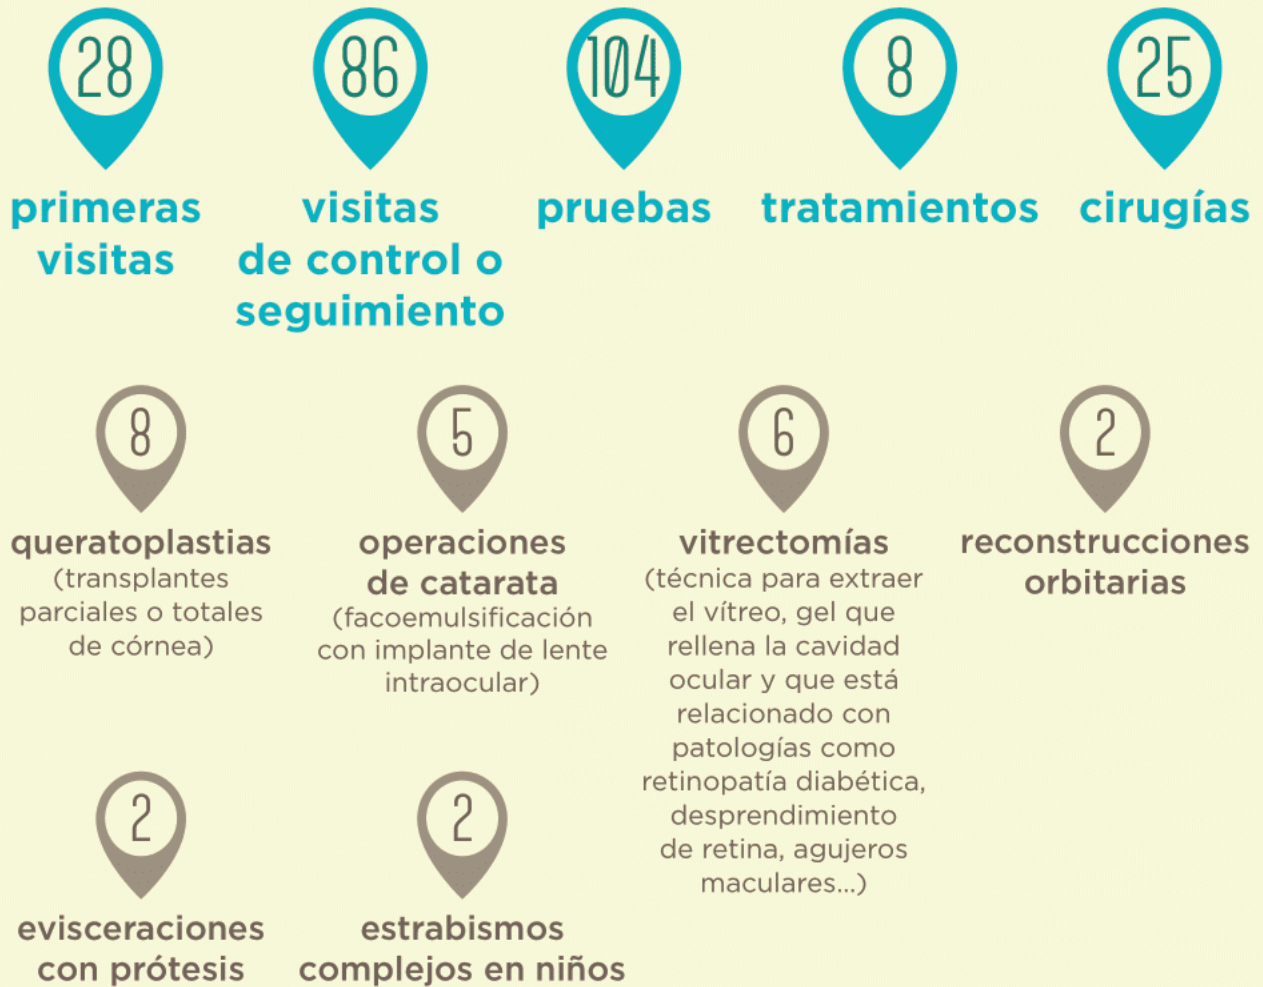 28
primeras
visitas
86
visitas
de control o
seguimiento
104
pruebas
8
tratamientos
25
cirugías
8
queratoplastias
(transplantes
parciales o totales
de córnea)
5
operaciones
de catarata
(facoemulsificación
con implante de lente
intraocular)
6
vitrectomías
(técnica para extraer
el vítreo, gel que
rellena la cavidad
ocular y que está
relacionado con
patologías como
retinopatía diabética,
desprendimiento
de retina, agujeros
maculares...)
2
reconstrucciones
orbitarias
2
evisceraciones
con prótesis
2
estrabismos
complejos en niños